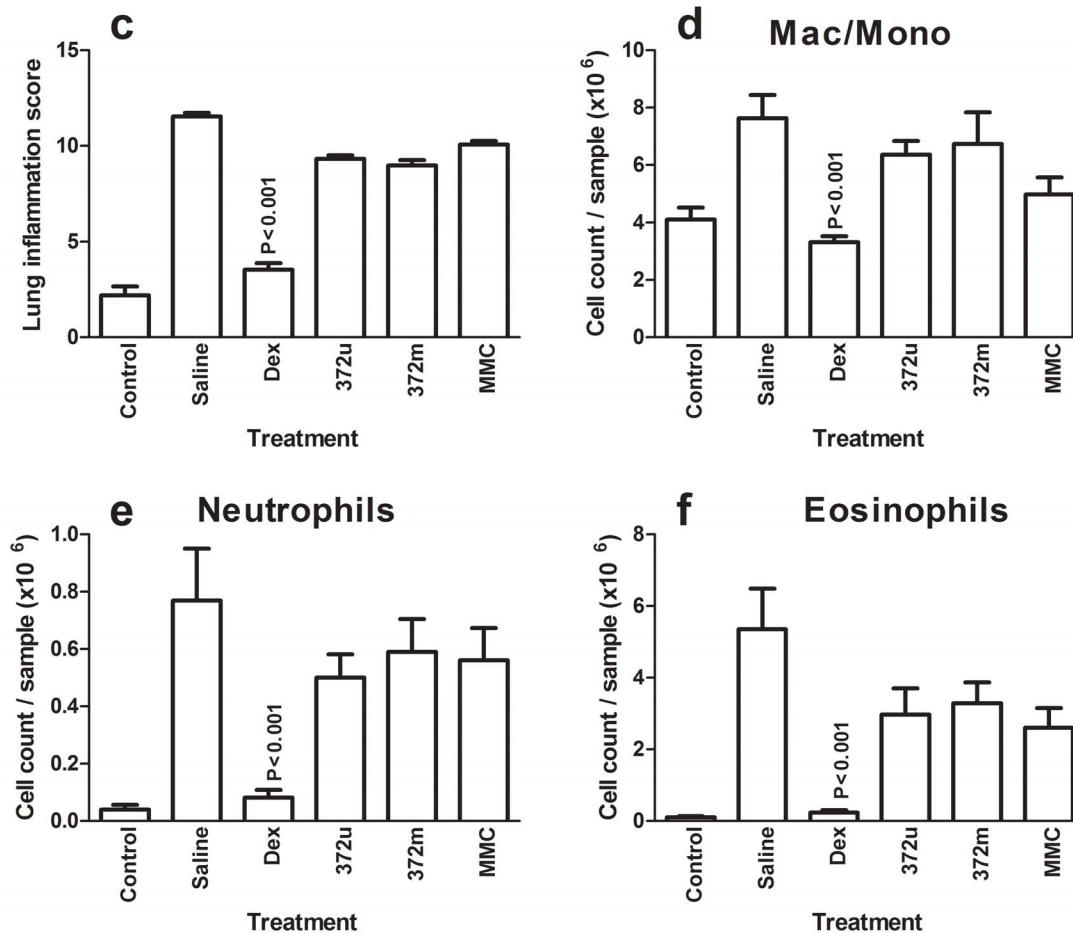 c
Lung inflammation score
15
10
5
0
P<0.001
Control
Saline
Dex
372u
372m
MMC
Treatment
d
Mac/Mono
Cell count / sample (x10 6)
10
8
6
4
2
0
P<0.001
Control
Saline
Dex
372u
372m
MMC
Treatment
e
Neutrophils
Cell count / sample (x10 6)
1.0
0.8
0.6
0.4
0.2
0.0
P<0.001
Control
Saline
Dex
372u
372m
MMC
Treatment
f
Eosinophils
Cell count / sample (x10 6)
8
6
4
2
0
P<0.001
Control
Saline
Dex
372u
372m
MMC
Treatment